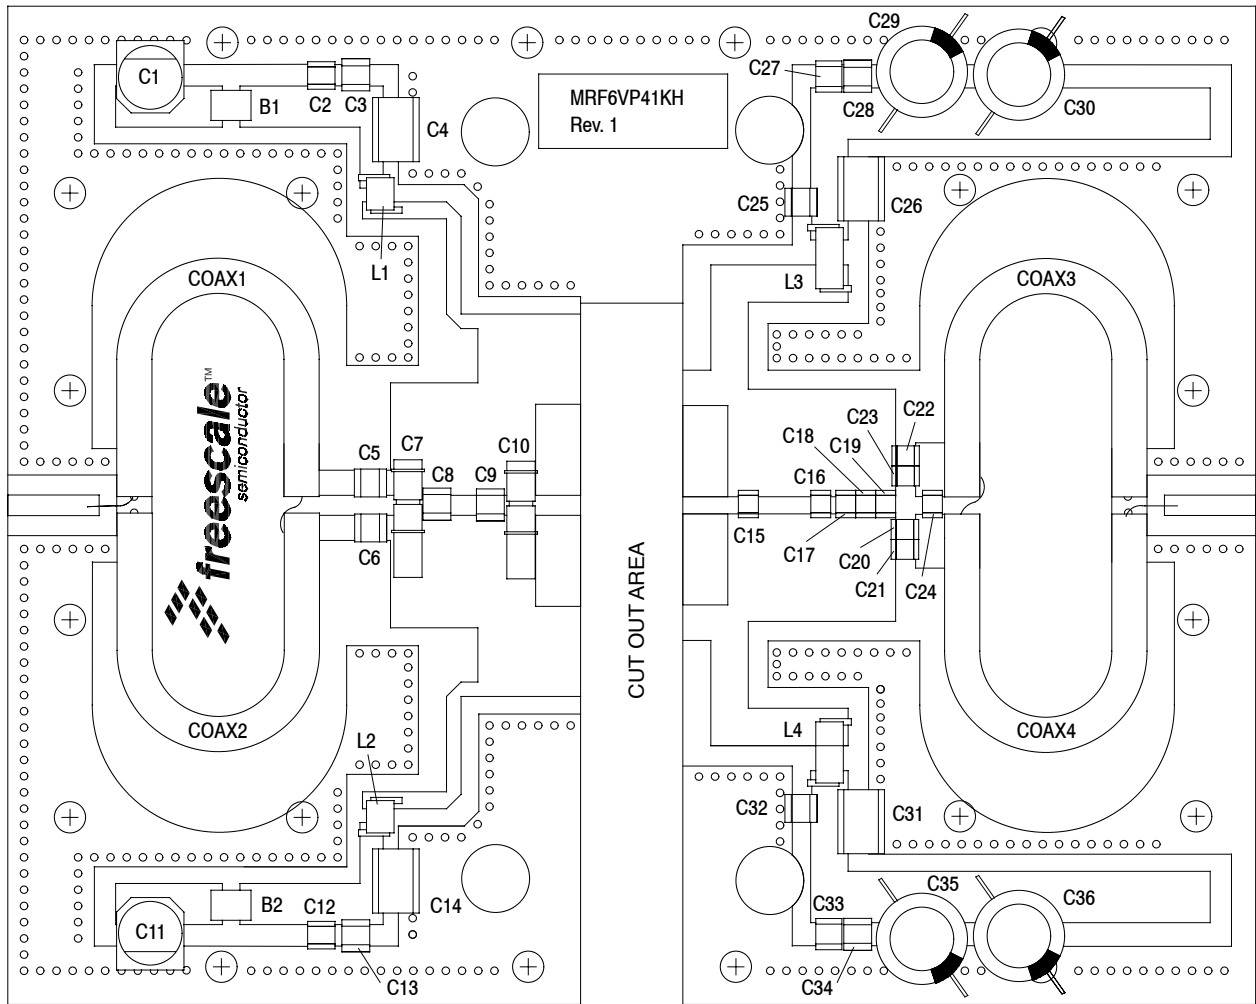 C29
C1
C2 C3
B1
C4
MRF6VP41KH
Rev. 1
C27
C28
C30
C25
C26
L1
L3
COAX1
COAX3
freescale™
semiconductor
C5
C7
C8
C9
C10
C6
C18
C19
C23
C22
C16
C15
C17
C20
C21
C24
CUT OUT AREA
COAX2
COAX4
L2
L4
C32
C31
B2
C12
C14
C11
C13
C33
C35
C36
C34